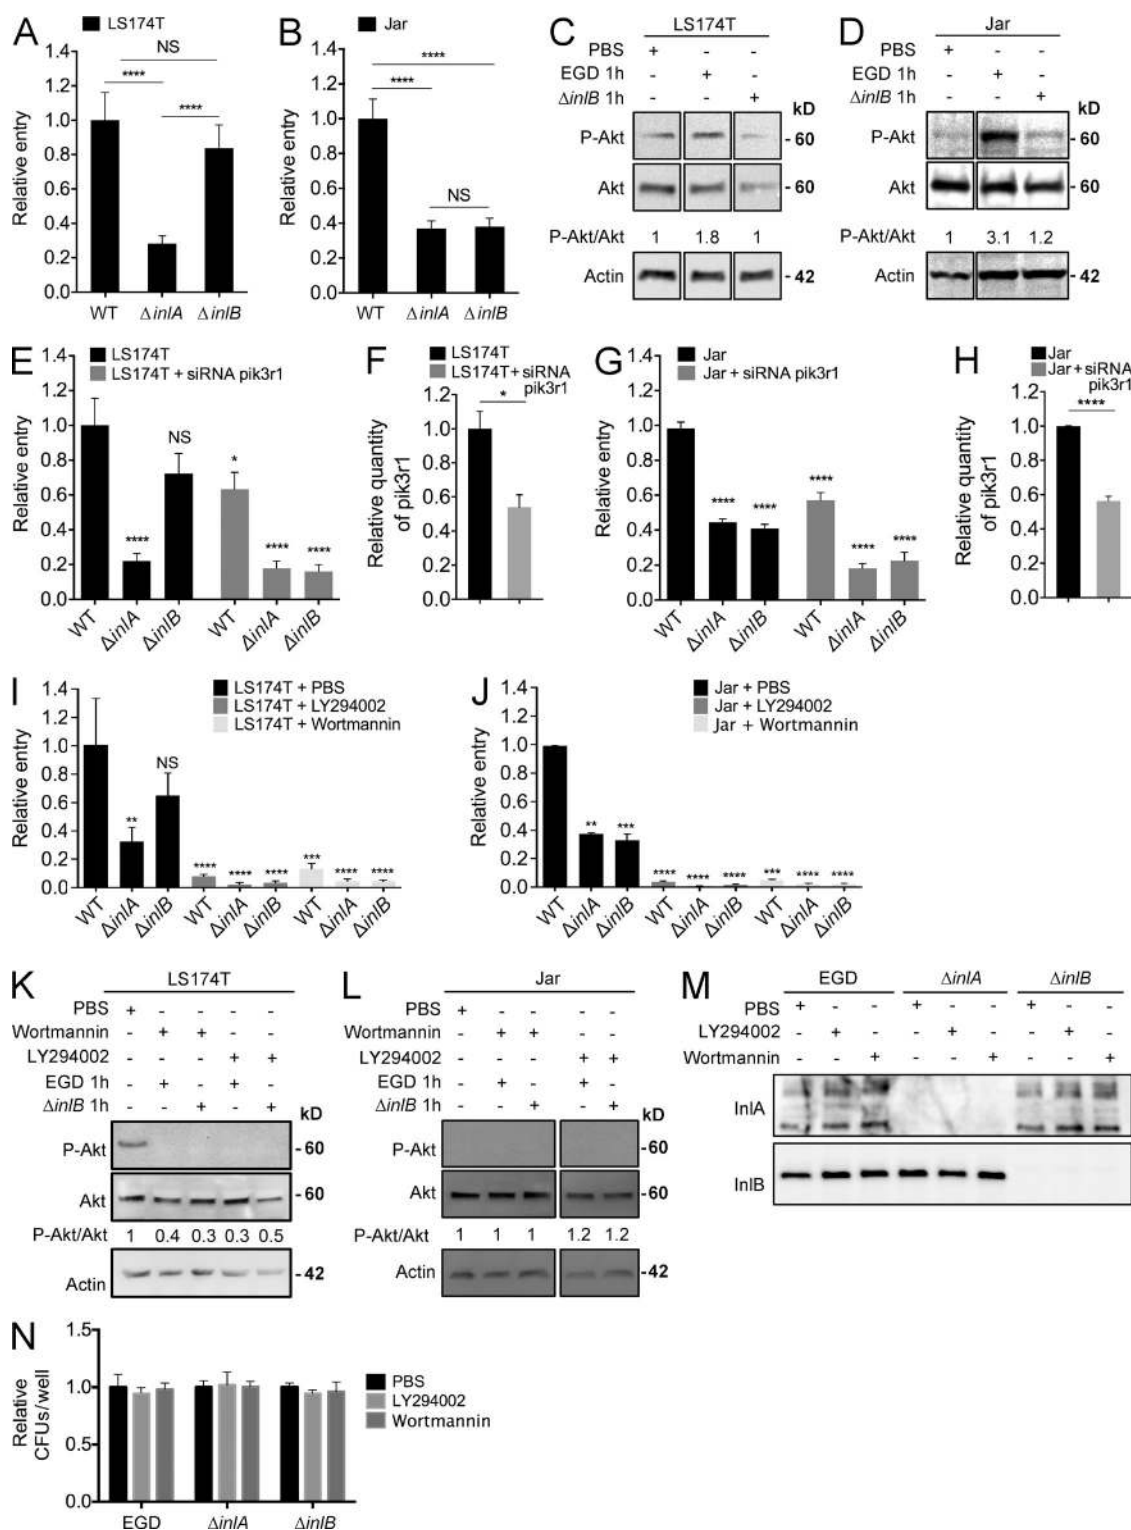 A
LS174T
NS
****
****
Relative entry
1.4
1.2
1.0
0.8
0.6
0.4
0.2
0.0
WT ΔinlA ΔinlB
B
Jar
****
****
NS
Relative entry
1.4
1.2
1.0
0.8
0.6
0.4
0.2
0.0
WT ΔinlA ΔinlB
C
LS174T
PBS + - -
EGD 1h - + -
ΔinlB 1h - - +
kD
P-Akt - 60
Akt - 60
P-Akt/Akt 1 1.8 1
Actin - 42
D
Jar
PBS + - -
EGD 1h - + -
ΔinlB 1h - - +
kD
P-Akt - 60
Akt - 60
P-Akt/Akt 1 3.1 1.2
Actin - 42
E
LS174T
LS174T + siRNA pik3r1
Relative entry
1.4
1.2
1.0
0.8
0.6
0.4
0.2
0.0
**** NS * **** ****
WT ΔinlA ΔinlB WT ΔinlA ΔinlB
F
LS174T
LS174T+siRNA
pik3r1
*
Relative quantity
of pik3r1
1.2
1.0
0.8
0.6
0.4
0.2
0.0
G
Jar
Jar + siRNA pik3r1
Relative entry
1.4
1.2
1.0
0.8
0.6
0.4
0.2
0.0
**** **** **** **** ****
WT ΔinlA ΔinlB WT ΔinlA ΔinlB
H
Jar
Jar+siRNA
pik3r1
****
Relative quantity
of pik3r1
1.2
1.0
0.8
0.6
0.4
0.2
0.0
I
LS174T + PBS
LS174T + LY294002
LS174T + Wortmannin
Relative entry
1.4
1.2
1.0
0.8
0.6
0.4
0.2
0.0
** NS **** **** **** *** **** ****
WT ΔinlA ΔinlB WT ΔinlA ΔinlB WT ΔinlA ΔinlB
J
Jar + PBS
Jar + LY294002
Jar + Wortmannin
Relative entry
1.4
1.2
1.0
0.8
0.6
0.4
0.2
0.0
** *** **** **** **** *** **** ****
WT ΔinlA ΔinlB WT ΔinlA ΔinlB WT ΔinlA ΔinlB
K
LS174T
PBS + - - - -
Wortmannin - + + - -
LY294002 - - - + +
EGD 1h - + - + -
ΔinlB 1h - - + - +
kD
P-Akt - 60
Akt - 60
P-Akt/Akt 1 0.4 0.3 0.3 0.5
Actin - 42
L
Jar
PBS + - - - -
Wortmannin - + + - -
LY294002 - - - + +
EGD 1h - + - + -
ΔinlB 1h - - + - +
kD
P-Akt - 60
Akt - 60
P-Akt/Akt 1 1 1 1.2 1.2
Actin - 42
M
EGD ΔinlA ΔinlB
PBS + - - + - - + - -
LY294002 - + - - + - - + -
Wortmannin - - + - - + - - +
InlA
InlB
N
Relative
CFUs/well
1.5
1.0
0.5
0.0
PBS
LY294002
Wortmannin
EGD ΔinlA ΔinlB